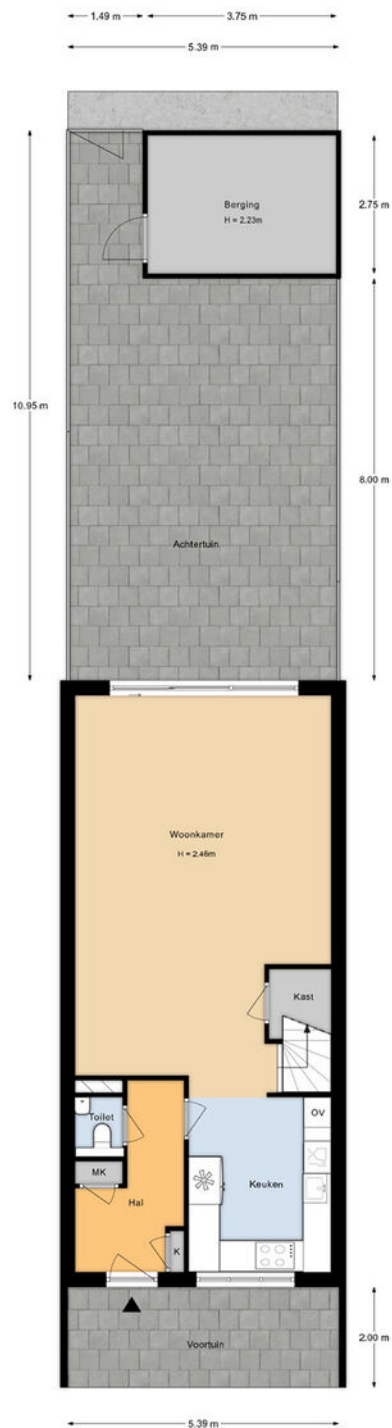 1.49 m
3.75 m
5.39 m
Berging
H = 2.23m
2.75 m
10.95 m
8.00 m
Achtertuin
Woonkamer
H = 2.46m
Kast
Toilet
OV
MK
Keuken
Hal
K
Voortuin
2.00 m
5.39 m